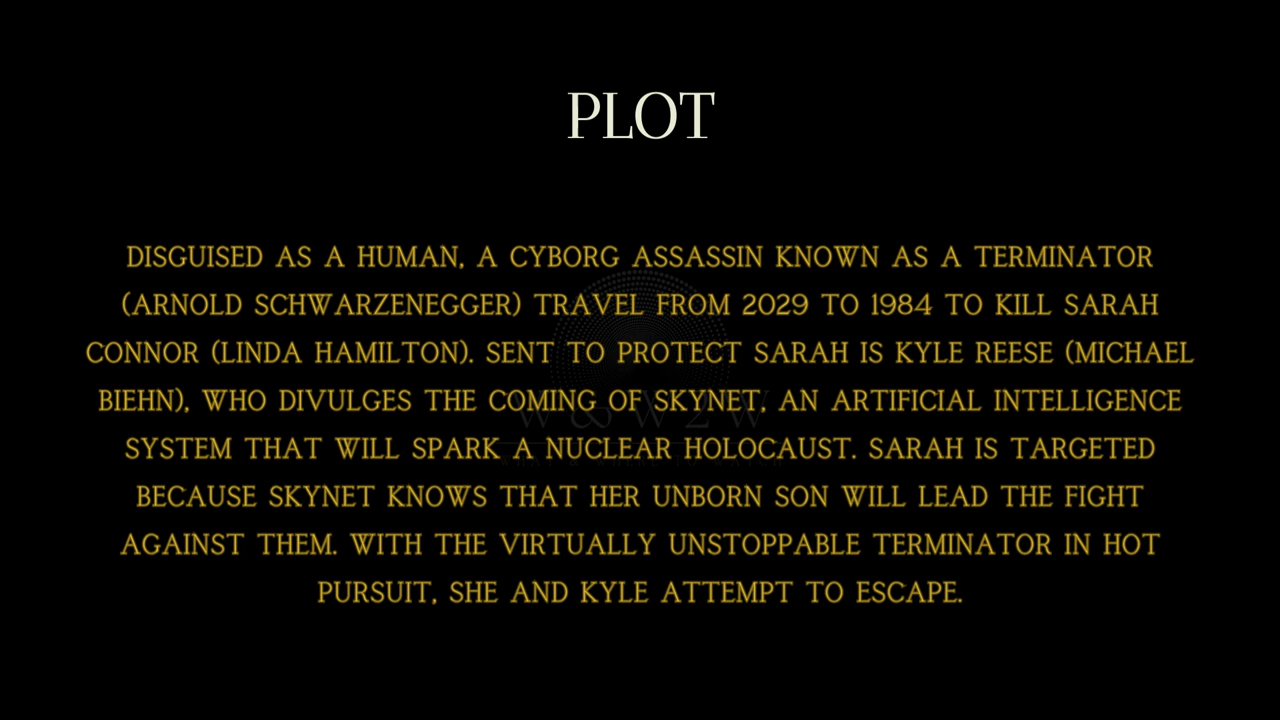 PLOT
DISGUISED AS A HUMAN, A CYBORG ASSASSIN KNOWN AS A TERMINATOR
(ARNOLD SCHWARZENEGGER) TRAVEL FROM 2029 TO 1984 TO KILL SARAH
CONNOR (LINDA HAMILTON). SENT TO PROTECT SARAH IS KYLE REESE (MICHAEL
BIEHN), WHO DIVULGES THE COMING OF SKYNET, AN ARTIFICIAL INTELLIGENCE
SYSTEM THAT WILL SPARK A NUCLEAR HOLOCAUST. SARAH IS TARGETED
BECAUSE SKYNET KNOWS THAT HER UNBORN SON WILL LEAD THE FIGHT
AGAINST THEM. WITH THE VIRTUALLY UNSTOPPABLE TERMINATOR IN HOT
PURSUIT, SHE AND KYLE ATTEMPT TO ESCAPE.
W&W2W